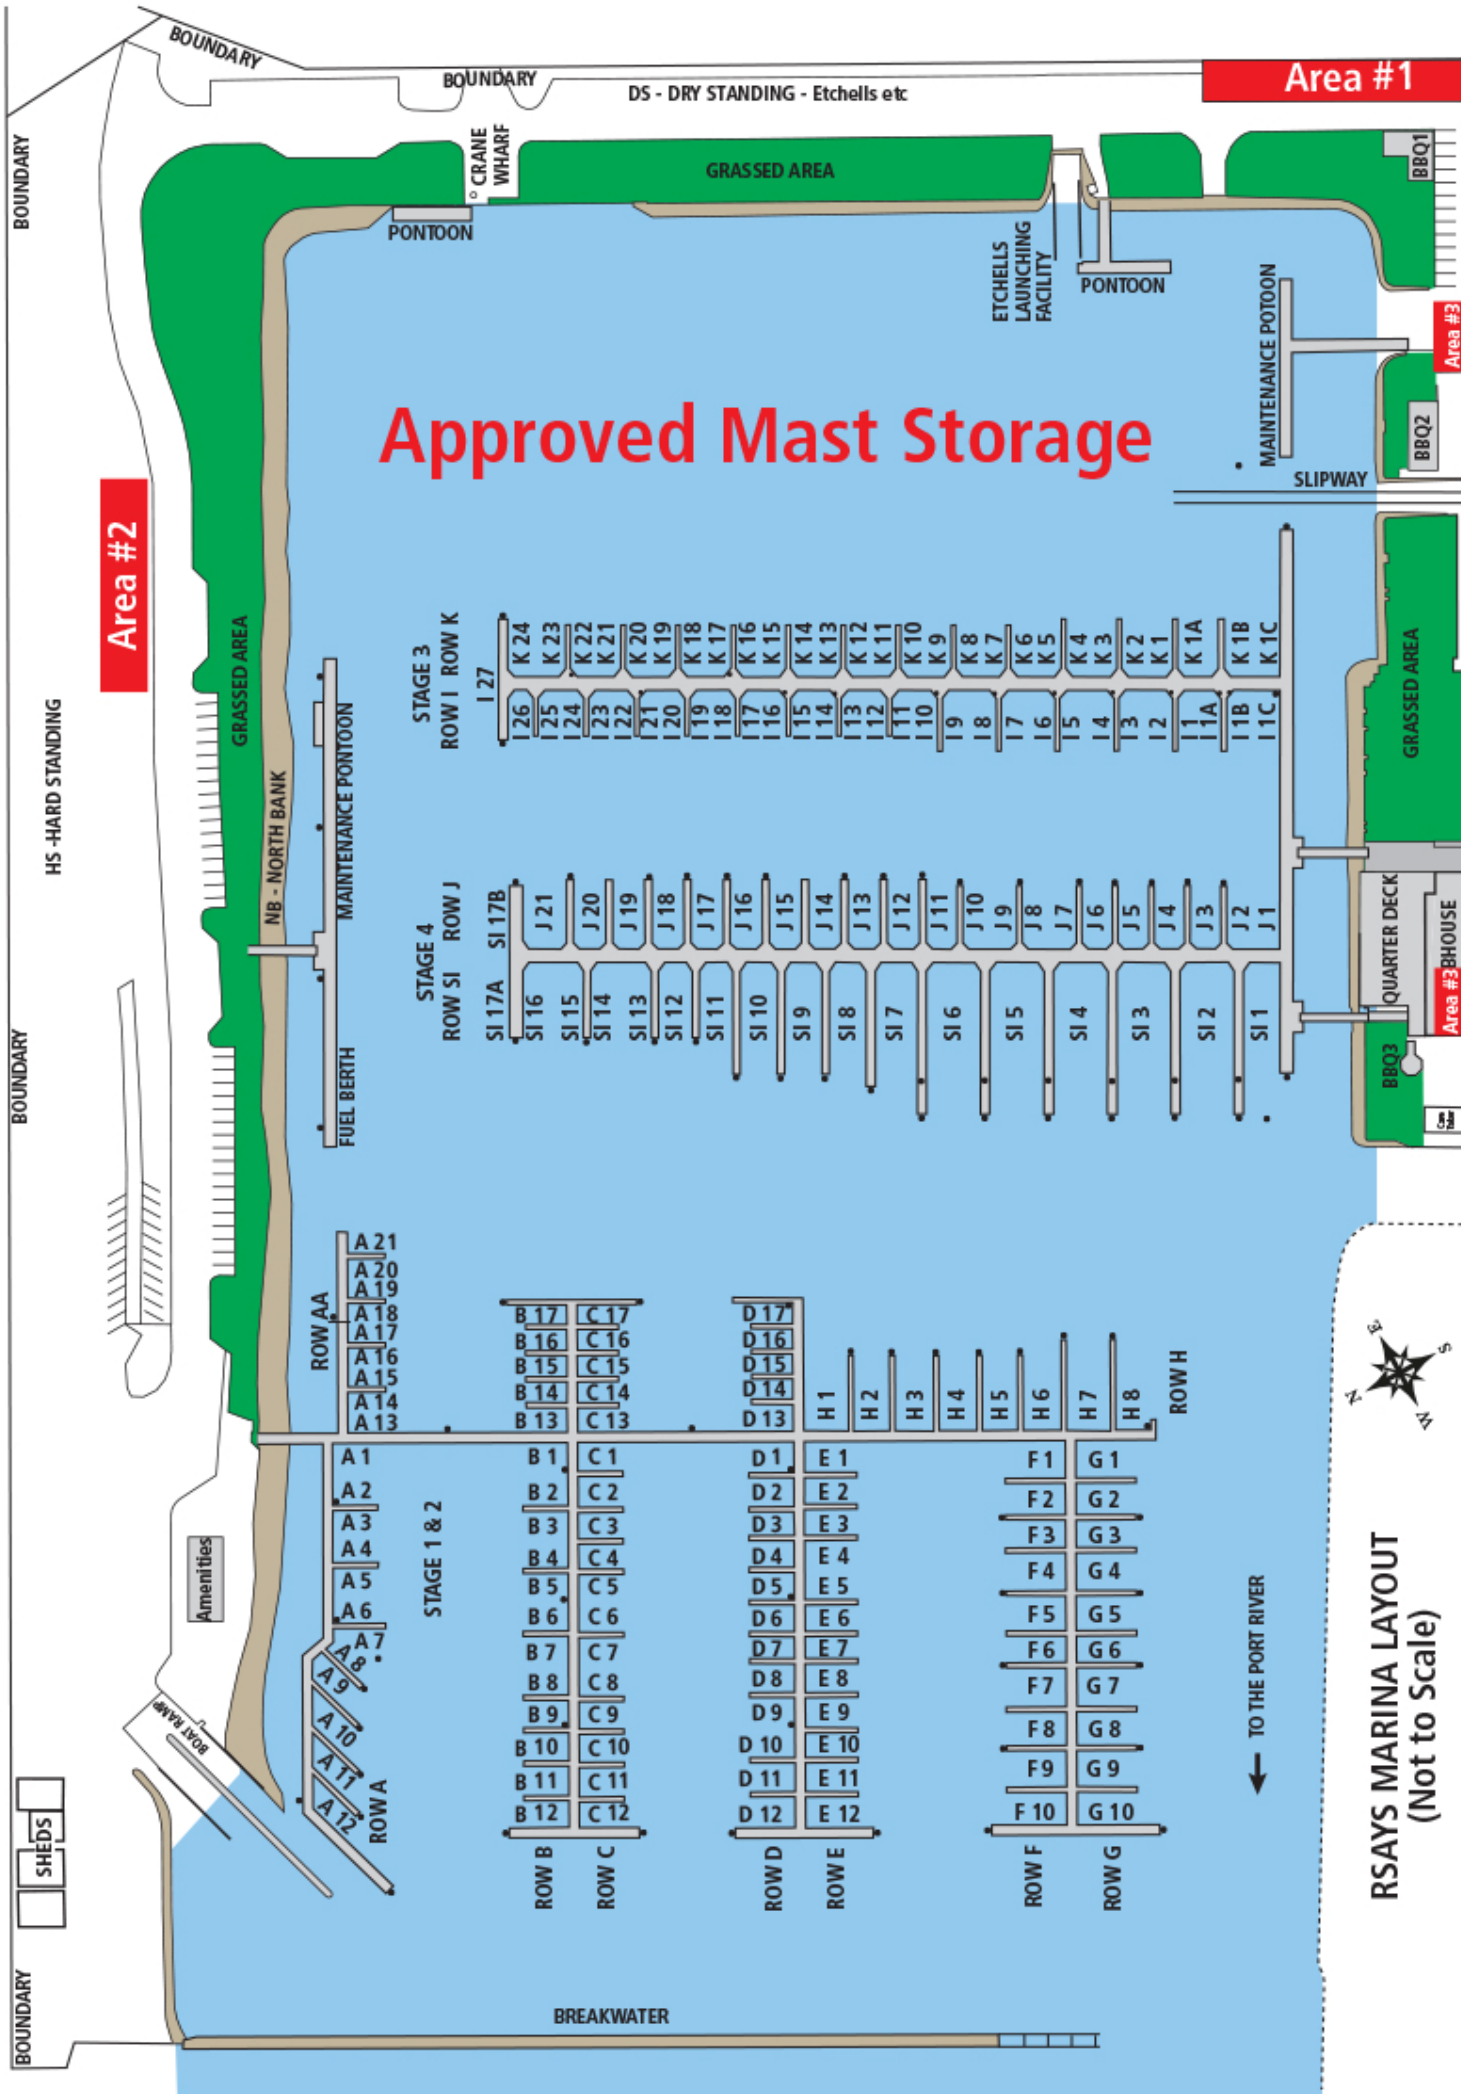 BOUNDARY
BOUNDARY
DS - DRY STANDING - Etchells etc
Area #1
BOUNDARY
CRANE
WHARF
GRASSED AREA
BBQ1
PONTOON
ETCHELLS
LAUNCHING
FACILITY
PONTOON
MAINTENANCE POTOON
Area #3
Approved Mast Storage
BBQ2
SLIPWAY
Area #2
GRASSED AREA
HS -HARD STANDING
NB - NORTH BANK
MAINTENANCE PONTOON
FUEL BERTH
STAGE 3
ROW I ROW K
I 27
K 24
K 23
K 22
K 21
K 20
K 19
K 18
K 17
K 16
K 15
K 14
K 13
K 12
K 11
K 10
K 9
K 8
K 7
K 6
K 5
K 4
K 3
K 2
K 1
K 1A
K 1B
K 1C
I 26
I 25
I 24
I 23
I 22
I 21
I 20
I 19
I 18
I 17
I 16
I 15
I 14
I 13
I 12
I 11
I 10
I 9
I 8
I 7
I 6
I 5
I 4
I 3
I 2
I 1
I 1A
I 1B
I 1C
GRASSED AREA
STAGE 4
ROW SI ROW J
SI 17B
J 21
J 20
J 19
J 18
J 17
J 16
J 15
J 14
J 13
J 12
J 11
J 10
J 9
J 8
J 7
J 6
J 5
J 4
J 3
J 2
J 1
SI 17A
SI 16
SI 15
SI 14
SI 13
SI 12
SI 11
SI 10
SI 9
SI 8
SI 7
SI 6
SI 5
SI 4
SI 3
SI 2
SI 1
QUARTER DECK
BHOUSE
Area #3
BBQ3
BOUNDARY
ROW AA
A 21
A 20
A 19
A 18
A 17
A 16
A 15
A 14
A 13
A 1
A 2
A 3
A 4
A 5
A 6
A 7
A 8
A 9
A 10
A 11
A 12
ROW A
STAGE 1 & 2
B 17
B 16
B 15
B 14
B 13
B 1
B 2
B 3
B 4
B 5
B 6
B 7
B 8
B 9
B 10
B 11
B 12
ROW B
C 17
C 16
C 15
C 14
C 13
C 1
C 2
C 3
C 4
C 5
C 6
C 7
C 8
C 9
C 10
C 11
C 12
ROW C
D 17
D 16
D 15
D 14
D 13
D 1
D 2
D 3
D 4
D 5
D 6
D 7
D 8
D 9
D 10
D 11
D 12
ROW D
E 1
E 2
E 3
E 4
E 5
E 6
E 7
E 8
E 9
E 10
E 11
E 12
ROW E
H 1
H 2
H 3
H 4
H 5
H 6
H 7
H 8
ROW H
F 1
F 2
F 3
F 4
F 5
F 6
F 7
F 8
F 9
F 10
ROW F
G 1
G 2
G 3
G 4
G 5
G 6
G 7
G 8
G 9
G 10
ROW G
E
S
N
W
Amenities
BOAT RAMP
SHEDS
TO THE PORT RIVER
RSAYS MARINA LAYOUT
(Not to Scale)
BREAKWATER
BOUNDARY